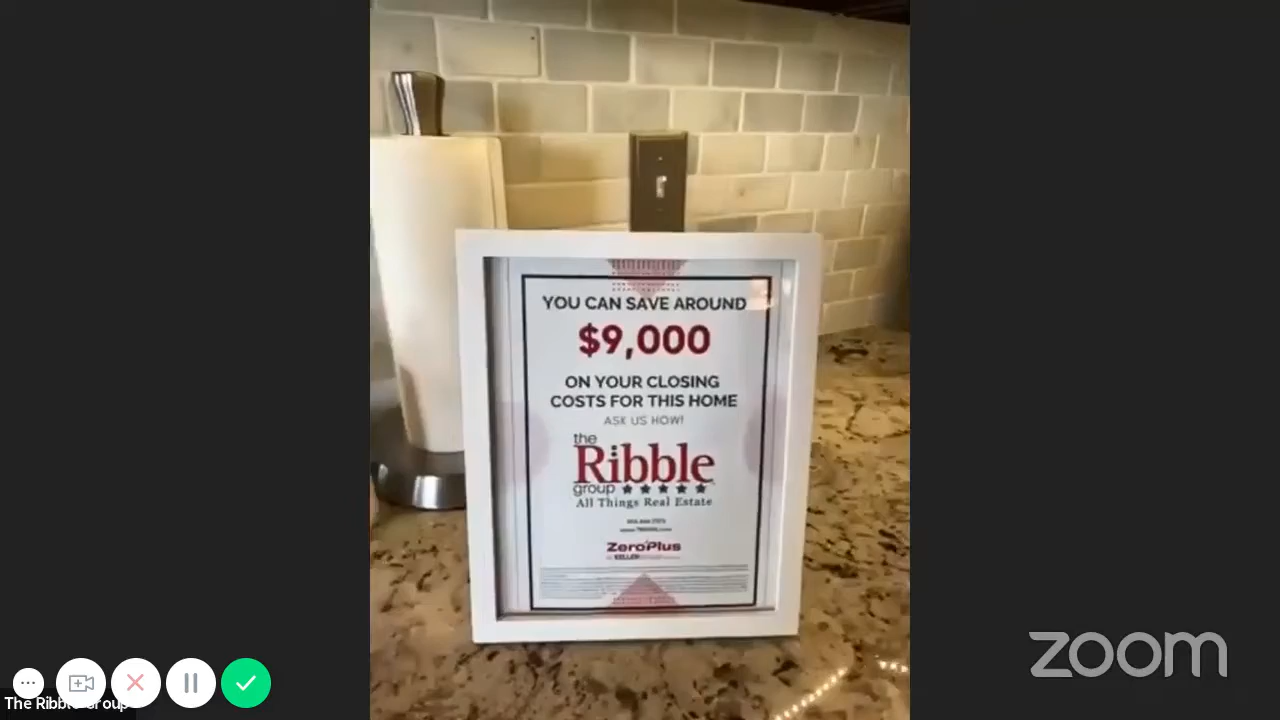 YOU CAN SAVE AROUND
$9,000
ON YOUR CLOSING
COSTS FOR THIS HOME
ASK US HOW!
the
Ribble
group
All Things Real Estate
ZeroPlus
KELLER
zoom
The Ribble Group